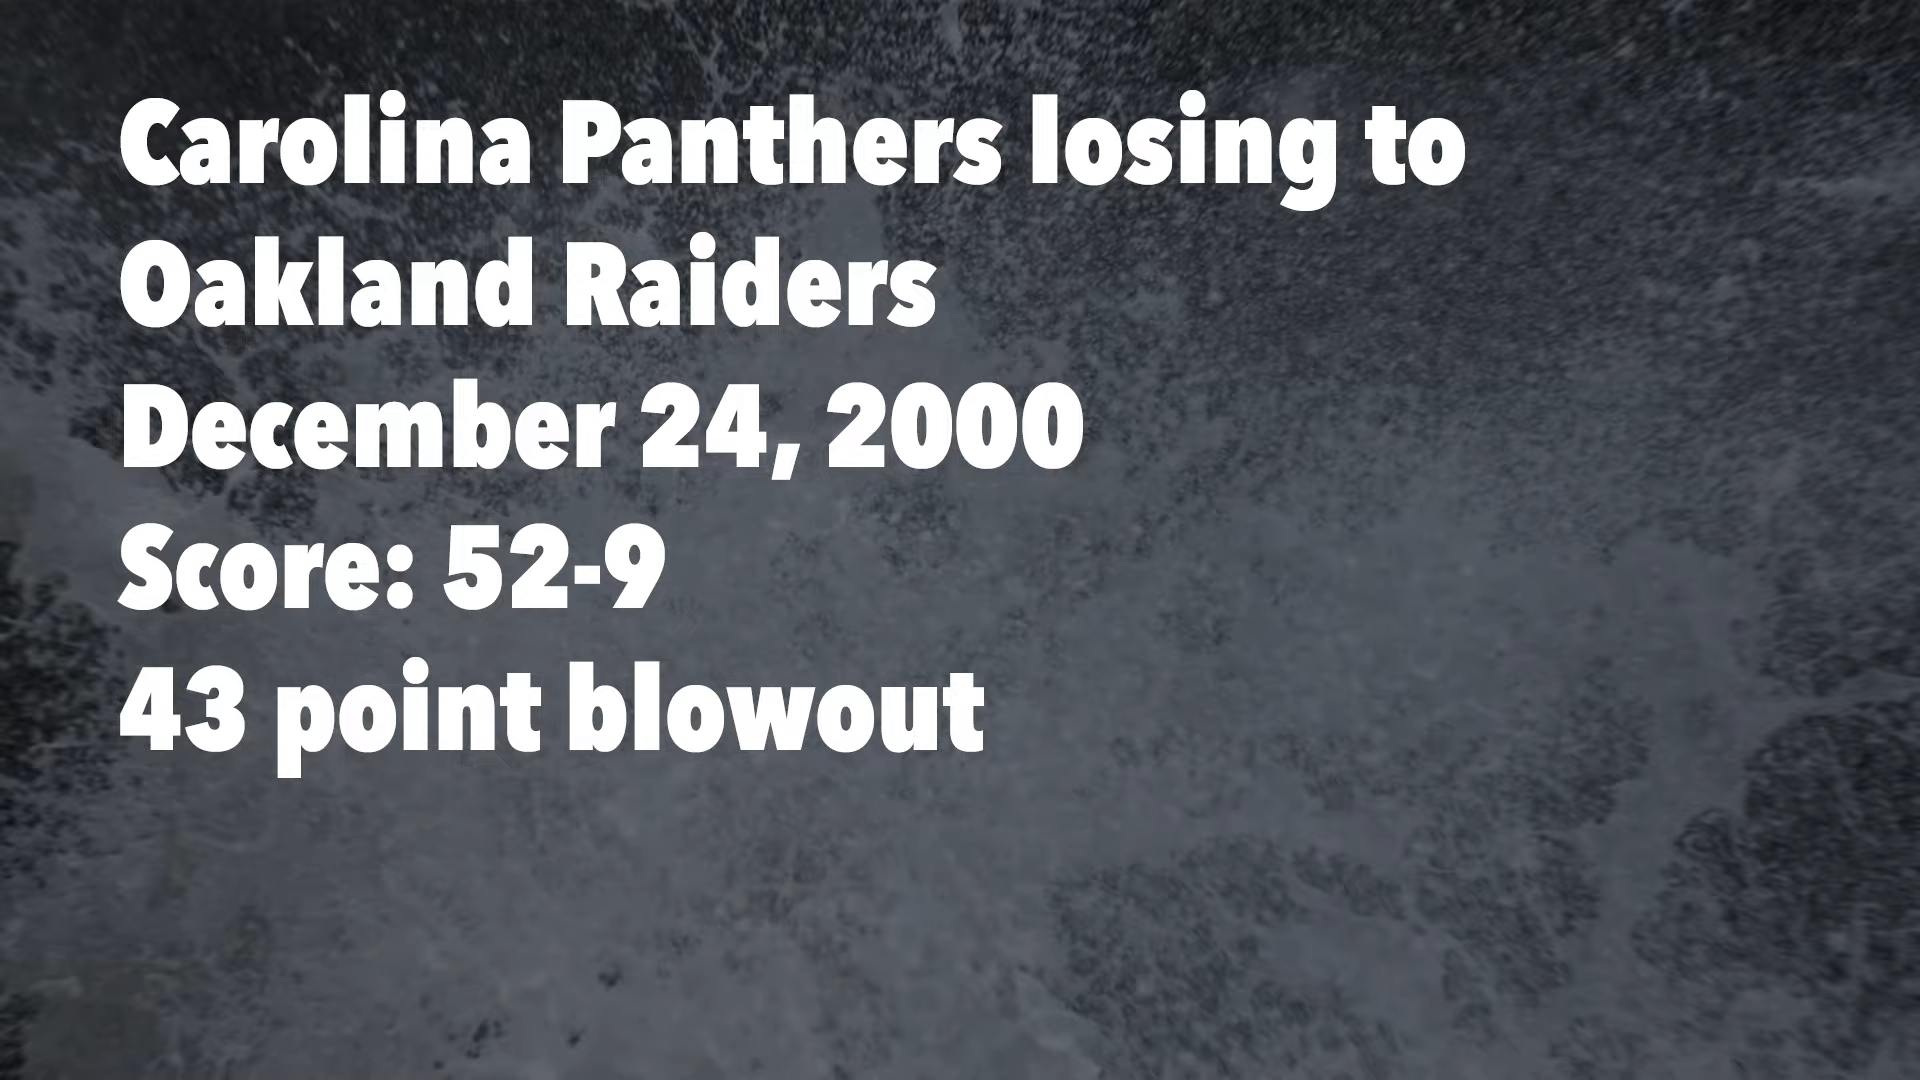 Carolina Panthers losing to
Oakland Raiders
December 24, 2000
Score: 52-9
43 point blowout